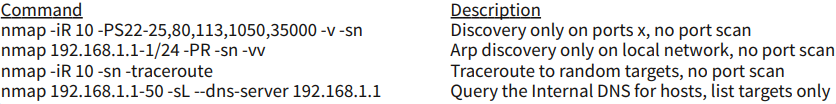 Command Description
nmap -iR 10 -PS22-25,80,113,1050,35000 -v -sn Discovery only on ports x, no port scan
nmap 192.168.1.1-1/24 -PR -sn -vv Arp discovery only on local network, no port scan
nmap -iR 10 -sn -traceroute Traceroute to random targets, no port scan
nmap 192.168.1.1-50 -sL --dns-server 192.168.1.1 Query the Internal DNS for hosts, list targets only